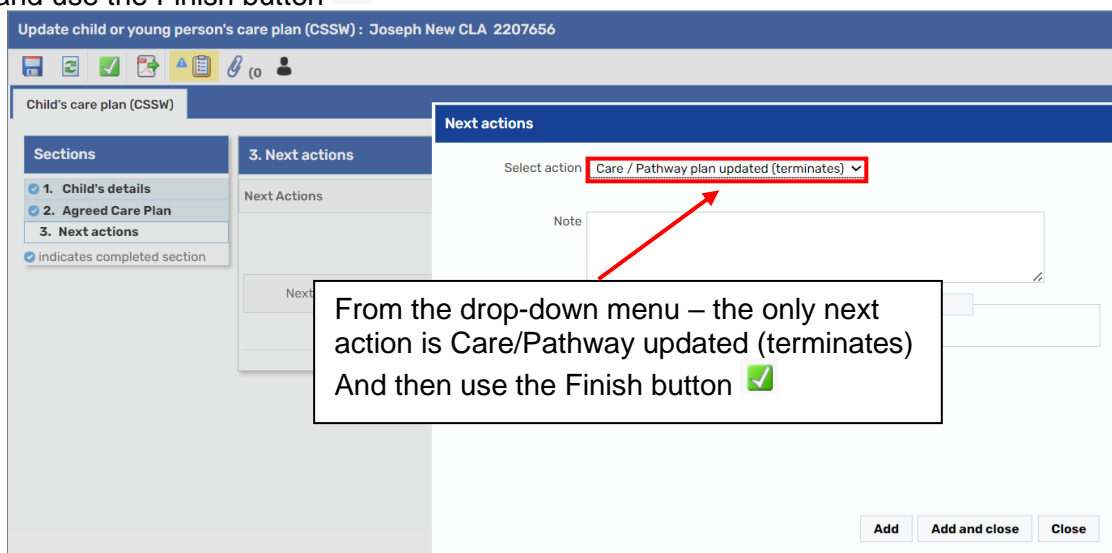 and use the Finish button
Update child or young person's care plan (CSSW) : Joseph New CLA 2207656
(0
Child's care plan (CSSW)
Next actions
Sections
3. Next actions
Select action Care / Pathway plan updated (terminates)
1. Child's details
Next Actions
2. Agreed Care Plan
Note
3. Next actions
indicates completed section
Next
From the drop-down menu – the only next
action is Care/Pathway updated (terminates)
And then use the Finish button
Add Add and close Close